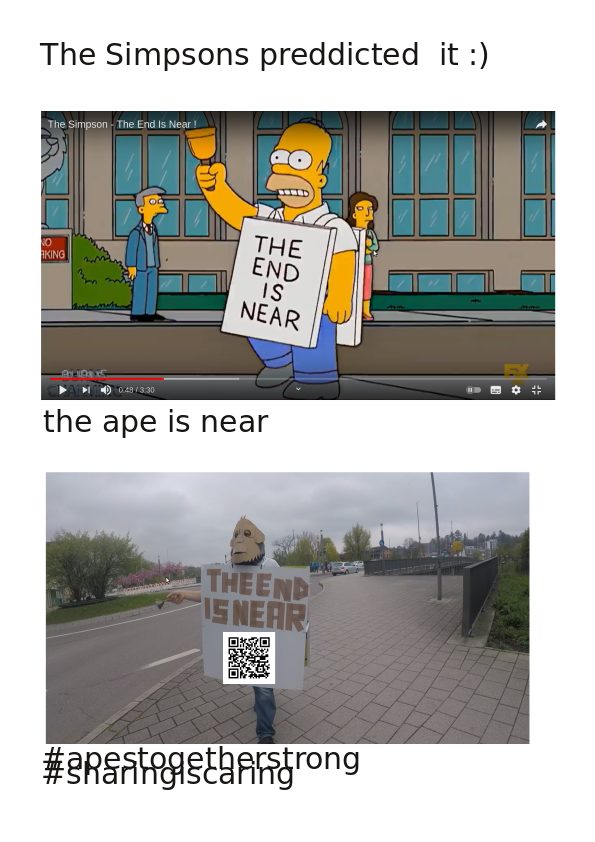 The Simpsons preddicted  it :)
The Simpson - The End Is Near !
NO
KING
THE
END
IS
NEAR
0:48 / 3:30
the ape is near
THE END
IS NEAR
#apestogetherstrong
#sharingiscaring